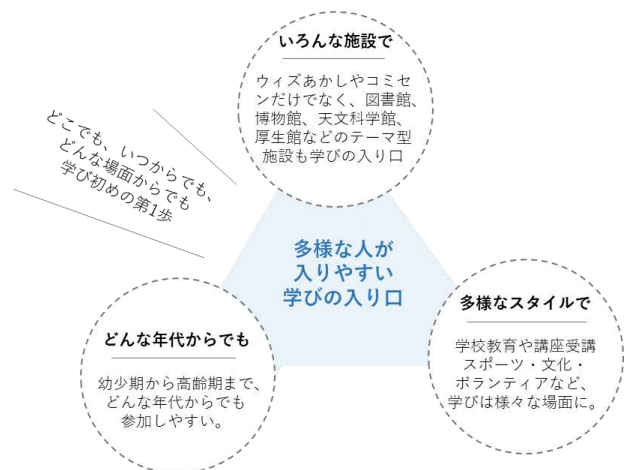 いろんな施設で
ウィズあかしやコミセ
ンだけでなく、図書館、
博物館、天文科学館、
厚生館などのテーマ型
施設も学びの入り口
どこでも、いつからでも、
どんな場面からでも
学び初めの第1歩
多様な人が
入りやすい
学びの入り口
どんな年代からでも
幼少期から高齢期まで、
どんな年代からでも
参加しやすい。
多様なスタイルで
学校教育や講座受講
スポーツ・文化・
ボランティアなど、
学びは様々な場面に。